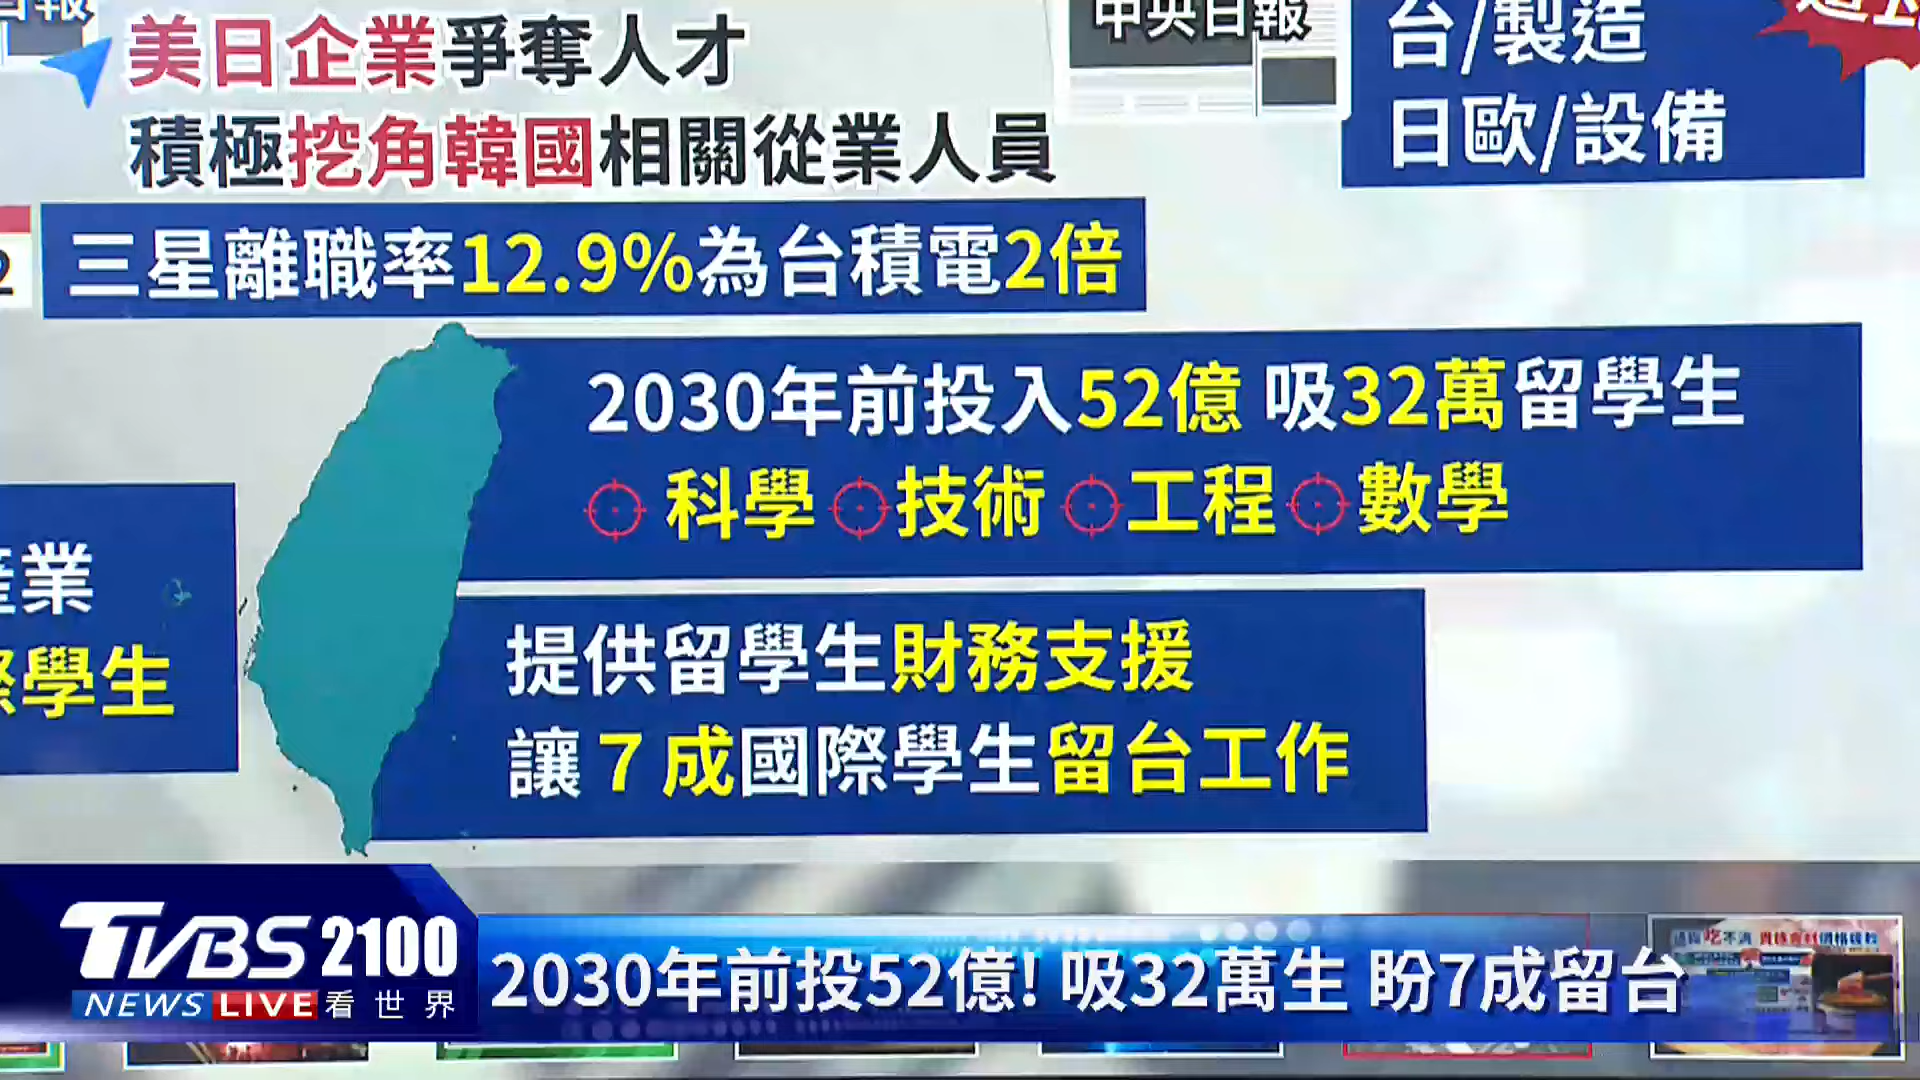 日報
美日企業爭奪人才
積極挖角韓國相關從業人員
中央日報
台/製造
日歐/設備
2
三星離職率12.9%為台積電2倍
2030年前投入52億 吸32萬留學生
科學 技術 工程 數學
業
學生
提供留學生財務支援
讓7成國際學生留台工作
TVBS 2100
NEWS LIVE 看世界
2030年前投52億! 吸32萬生 盼7成留台